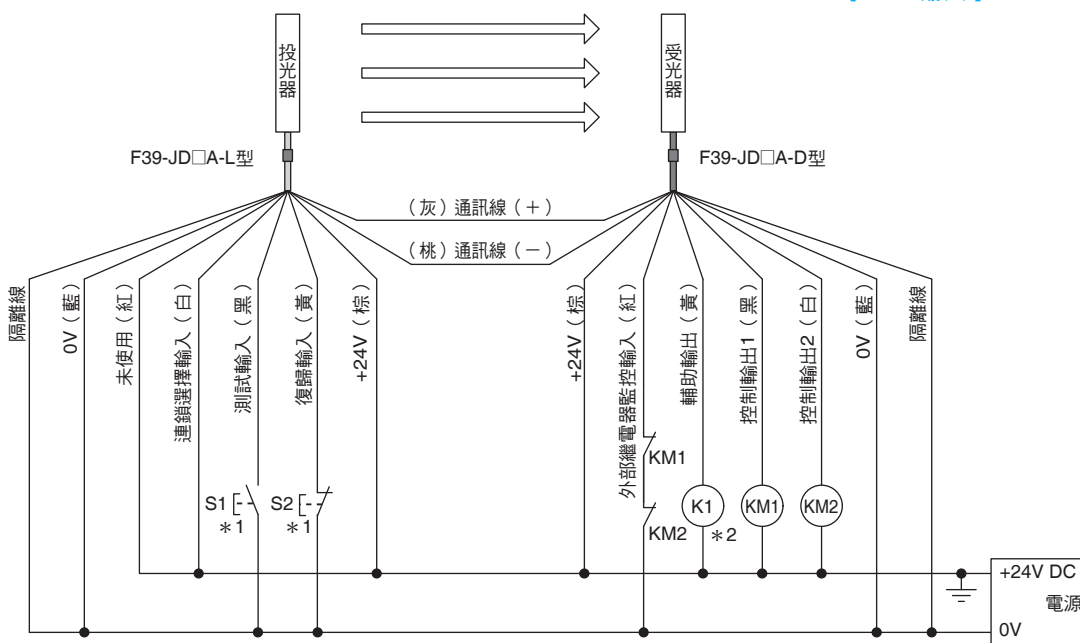 投光器
受光器
F39-JD□A-L型
F39-JD□A-D型
（灰）通訊線（＋）
（桃）通訊線（－）
隔離線
0V（藍）
未使用（紅）
連鎖選擇輸入（白）
測試輸入（黑）
復歸輸入（黃）
+24V（棕）
+24V（棕）
外部繼電器監控輸入（紅）
輔助輸出（黃）
控制輸出1（黑）
控制輸出2（白）
0V（藍）
隔離線
KM1
S1
＊1
S2
＊1
KM2
K1
＊2
KM1
KM2
+24V DC
電源
0V